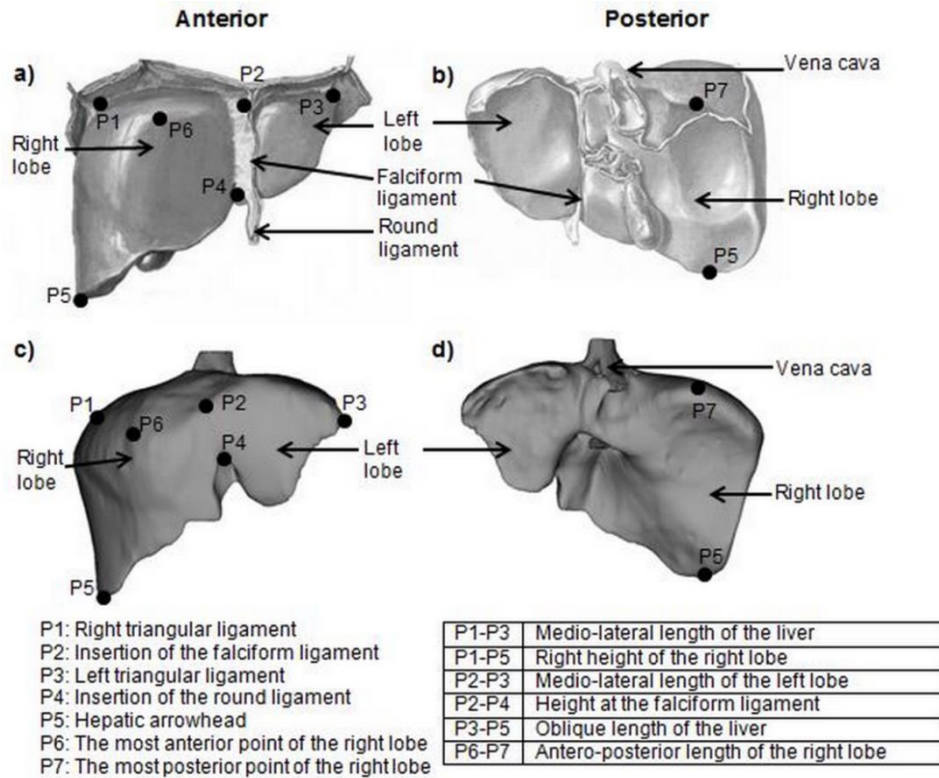 Anterior
Posterior
a)
P2
P1
P6
P3
Right
lobe
P4
P5
Left
lobe
Falciform
ligament
Round
ligament
b)
Vena cava
P7
Right lobe
P5
c)
P1
P2
P3
P6
P4
Right
lobe
Left
lobe
P5
d)
Vena cava
P7
Right lobe
P5
P1: Right triangular ligament
P2: Insertion of the falciform ligament
P3: Left triangular ligament
P4: Insertion of the round ligament
P5: Hepatic arrowhead
P6: The most anterior point of the right lobe
P7: The most posterior point of the right lobe
P1-P3 Medio-lateral length of the liver
P1-P5 Right height of the right lobe
P2-P3 Medio-lateral length of the left lobe
P2-P4 Height at the falciform ligament
P3-P5 Oblique length of the liver
P6-P7 Antero-posterior length of the right lobe